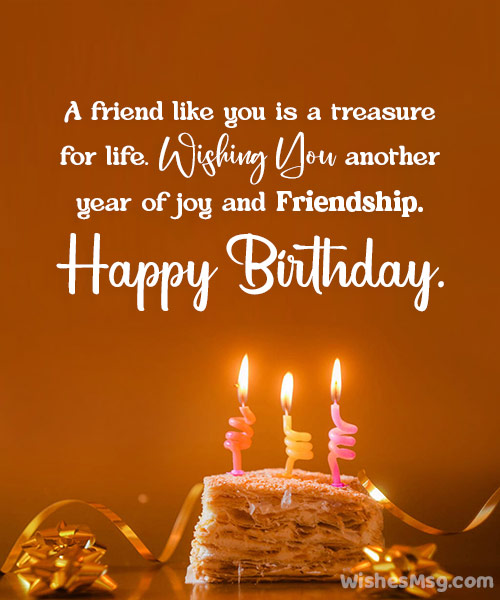 A friend like you is a treasure
for life. Wishing You another
year of joy and Friendship.
Happy Birthday.
WishesMsg.com